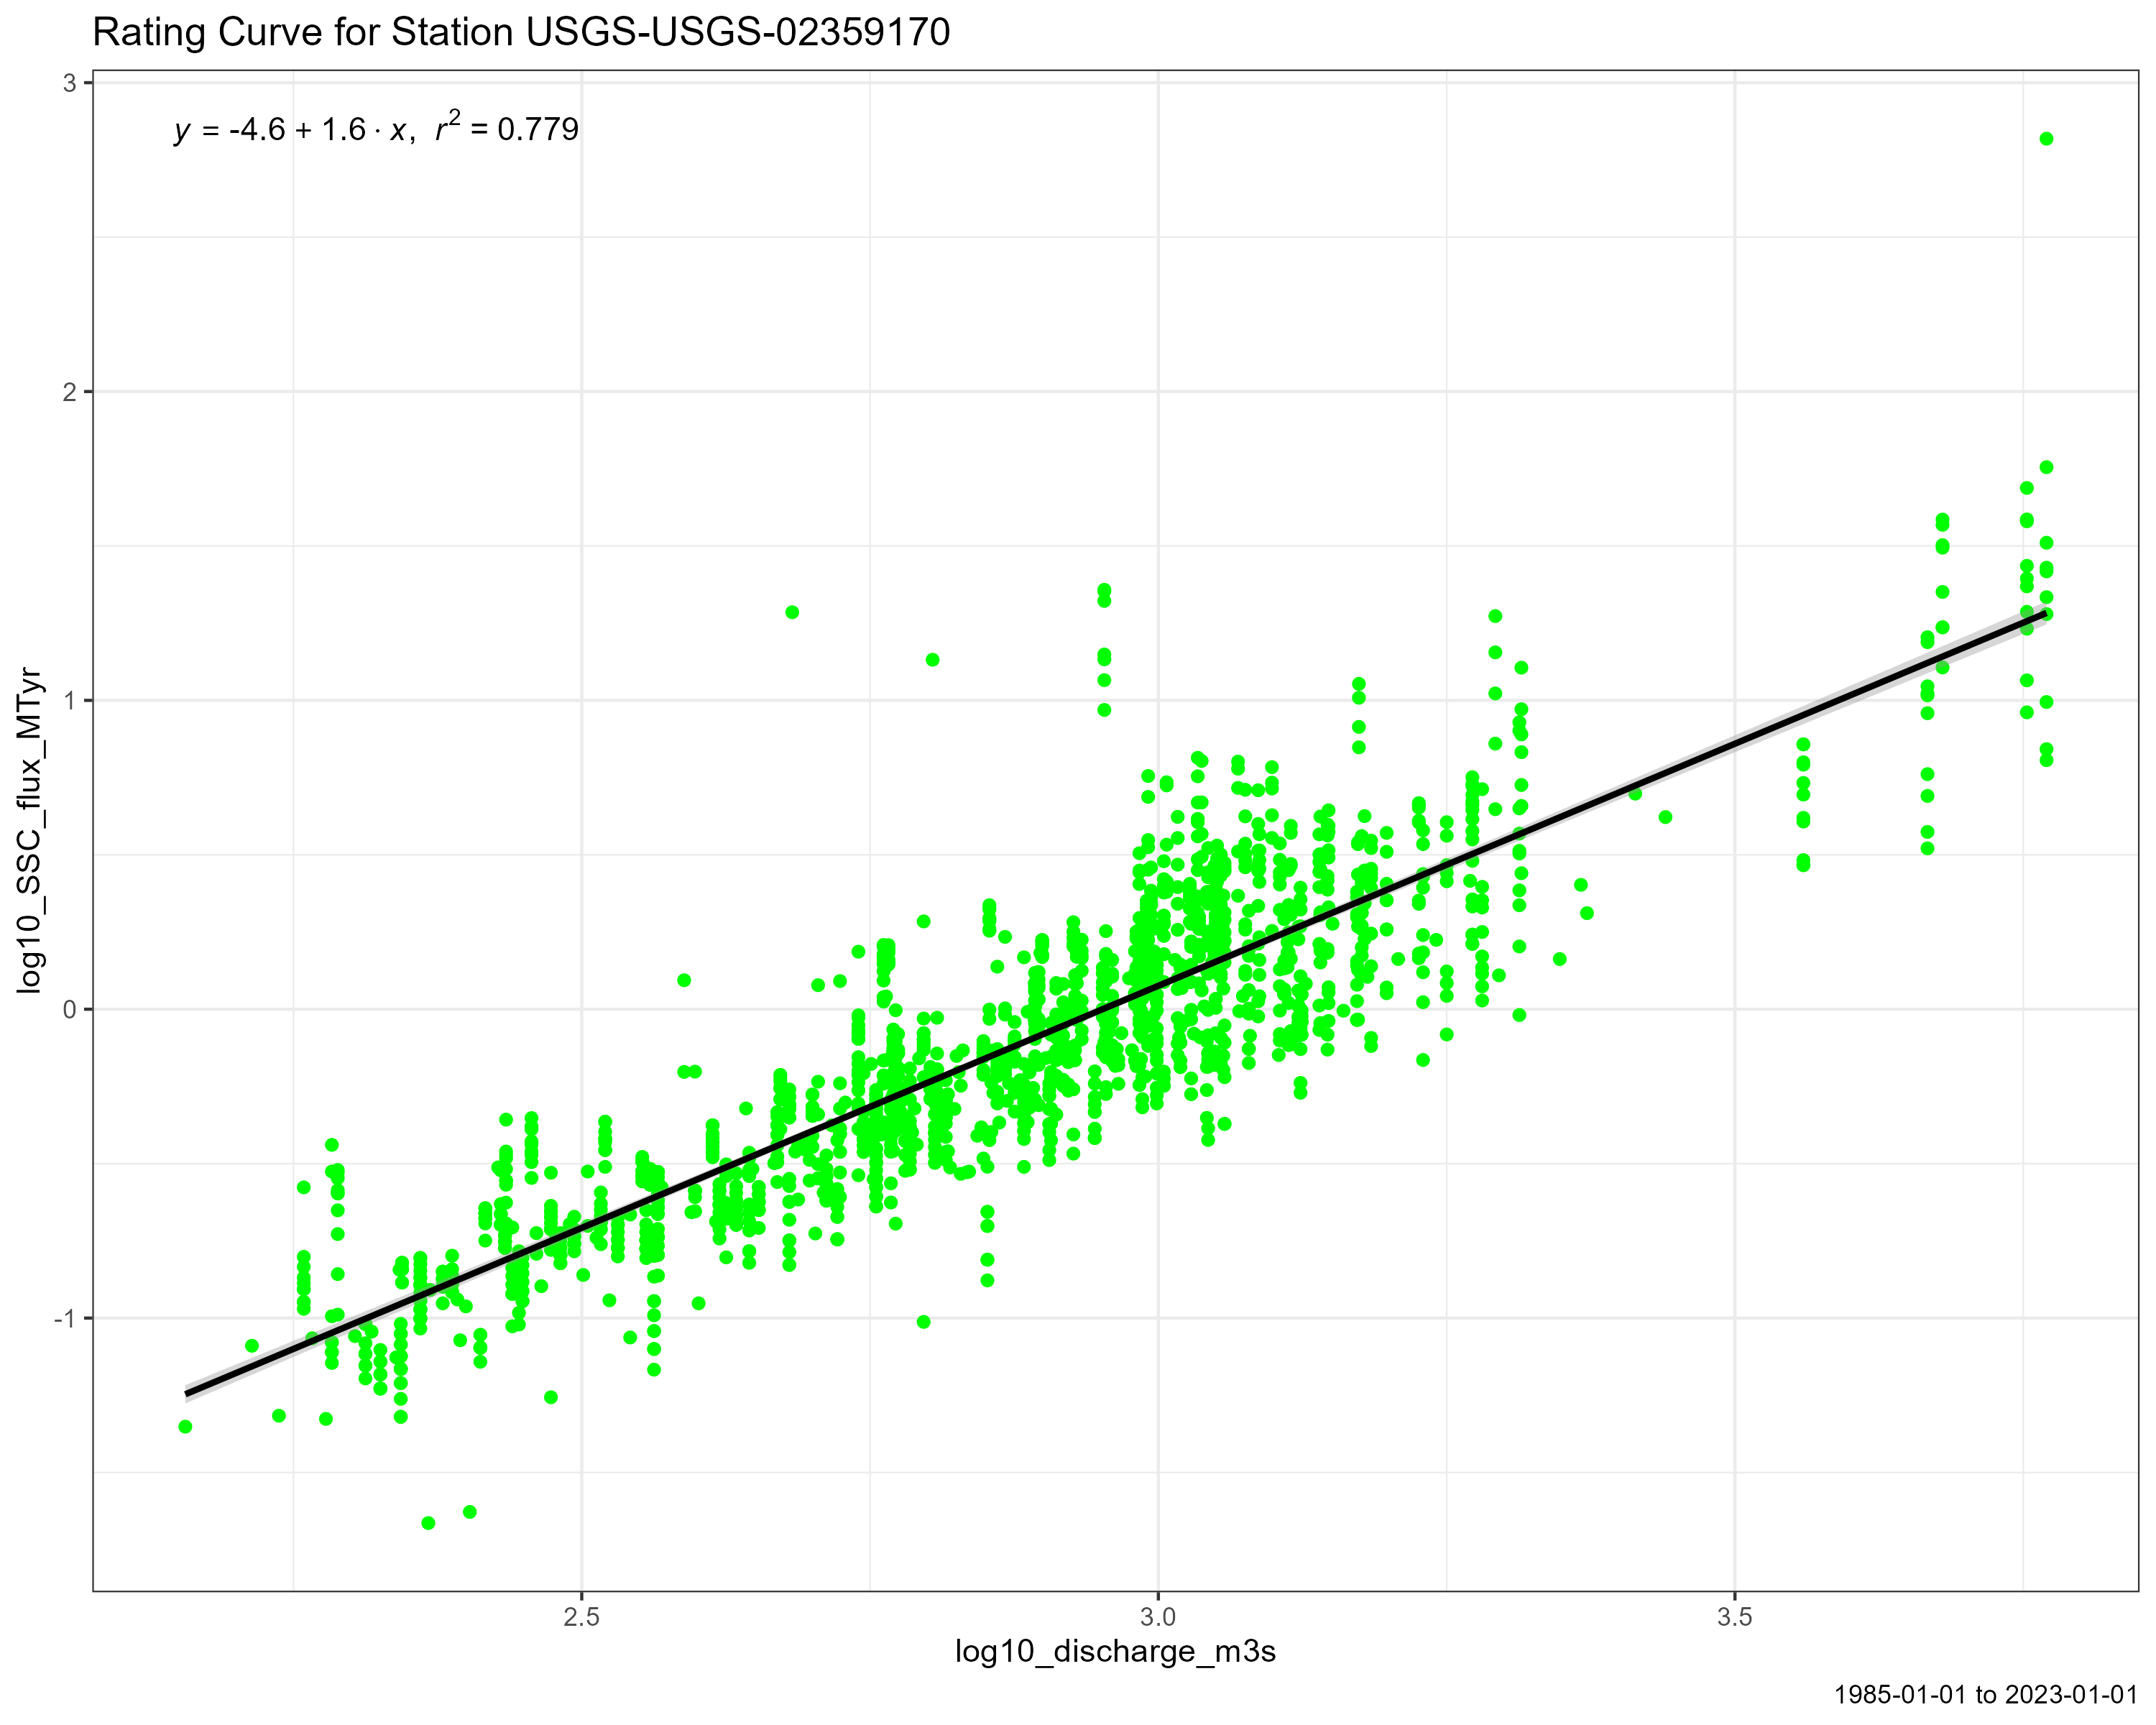 Rating Curve for Station USGS-USGS-02359170
y = -4.6 + 1.6 · x, r² = 0.779
3
2
1
0
-1
log10_SSC_flux_MTyr
2.5 3.0 3.5
log10_discharge_m3s
1985-01-01 to 2023-01-01